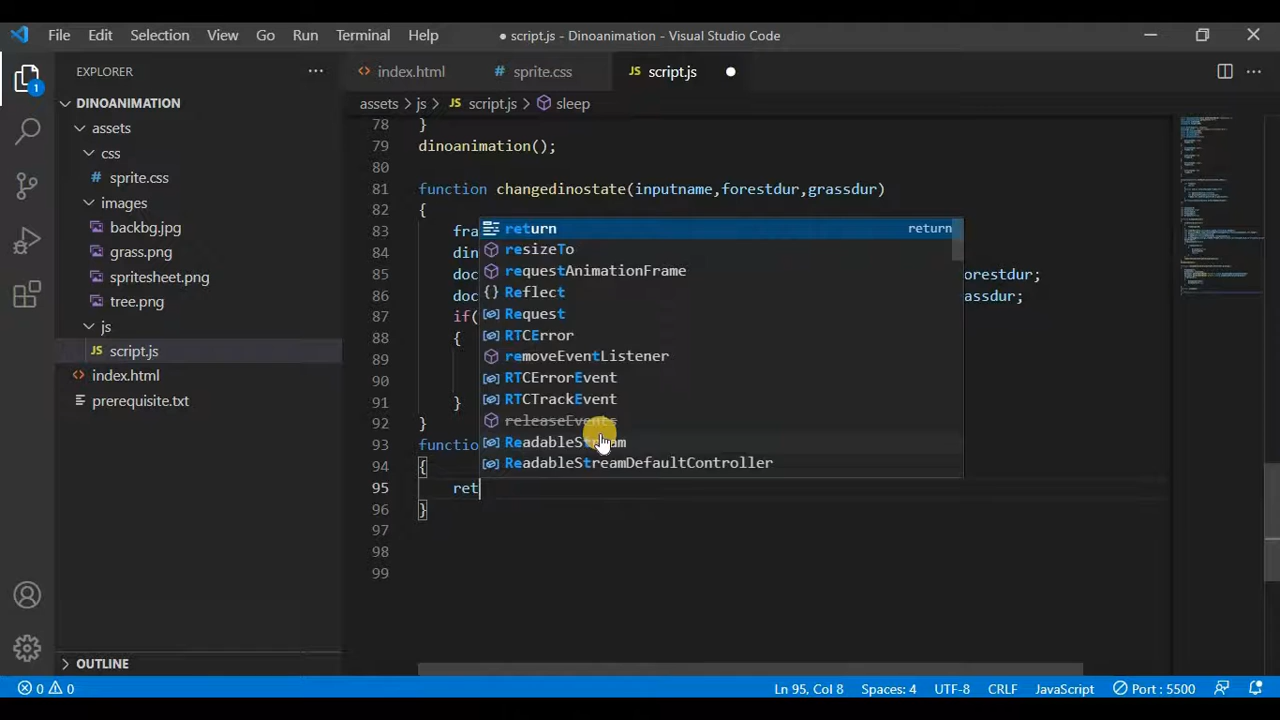 File Edit Selection View Go Run Terminal Help
● script.js - Dinoanimation - Visual Studio Code
EXPLORER
index.html
sprite.css
script.js
DINOANIMATION
assets > js > script.js > sleep
assets
css
sprite.css
images
backbg.jpg
grass.png
spritesheet.png
tree.png
js
script.js
index.html
prerequisite.txt
OUTLINE
78 }
79 dinoanimation();
80
81 function changedinostate(inputname,forestdur,grassdur)
82 {
83 fra
84 din
85 doc orestdur;
86 doc assdur;
87 if(
88 {
89
90
91 }
92 }
93 functio
94 {
95 ret
96 }
97
98
99
return return
resizeTo
requestAnimationFrame
Reflect
Request
RTCError
removeEventListener
RTCErrorEvent
RTCTrackEvent
releaseEvents
ReadableStream
ReadableStreamDefaultController
1
0 0
Ln 95, Col 8
Spaces: 4
UTF-8
CRLF
JavaScript
Port : 5500